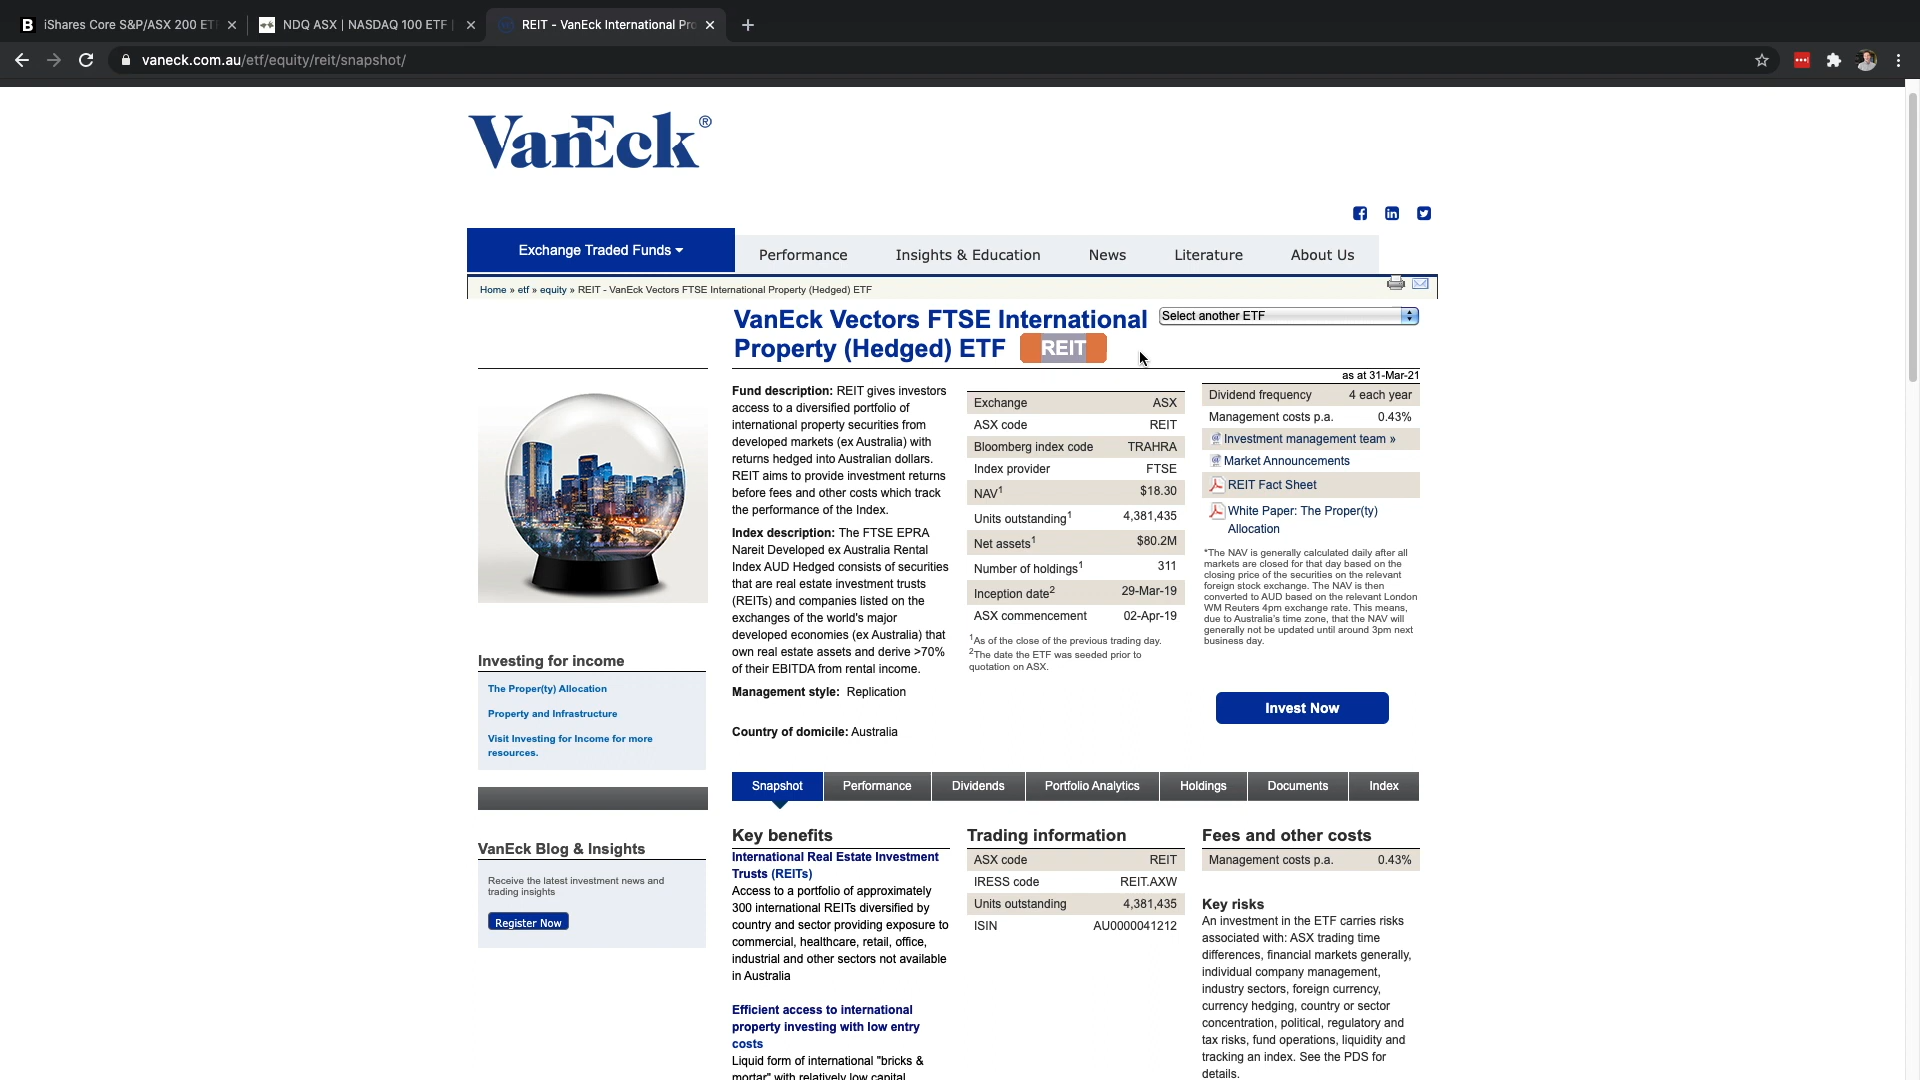 iShares Core S&P/ASX 200 ET
NDQ ASX | NASDAQ 100 ETF |
REIT - VanEck International Pro
vaneck.com.au/etf/equity/reit/snapshot/
VanEck®
Exchange Traded Funds
Performance
Insights & Education
News
Literature
About Us
Home » etf » equity » REIT - VanEck Vectors FTSE International Property (Hedged) ETF
VanEck Vectors FTSE International
Property (Hedged) ETF REIT
Select another ETF
as at 31-Mar-21
Fund description: REIT gives investors
access to a diversified portfolio of
international property securities from
developed markets (ex Australia) with
returns hedged into Australian dollars.
REIT aims to provide investment returns
before fees and other costs which track
the performance of the Index.
Index description: The FTSE EPRA
Nareit Developed ex Australia Rental
Index AUD Hedged consists of securities
that are real estate investment trusts
(REITs) and companies listed on the
exchanges of the world's major
developed economies (ex Australia) that
own real estate assets and derive >70%
of their EBITDA from rental income.
Management style: Replication
Country of domicile: Australia
Exchange ASX
ASX code REIT
Bloomberg index code TRAHRA
Index provider FTSE
NAV1 $18.30
Units outstanding1 4,381,435
Net assets1 $80.2M
Number of holdings1 311
Inception date2 29-Mar-19
ASX commencement 02-Apr-19
1As of the close of the previous trading day.
2The date the ETF was seeded prior to
quotation on ASX.
Dividend frequency 4 each year
Management costs p.a. 0.43%
Investment management team »
Market Announcements
REIT Fact Sheet
White Paper: The Proper(ty)
Allocation
*The NAV is generally calculated daily after all
markets are closed for that day based on the
closing price of the securities on the relevant
foreign stock exchange. The NAV is then
converted to AUD based on the relevant London
WM Reuters 4pm exchange rate. This means,
due to Australia's time zone, that the NAV will
generally not be updated until around 3pm next
business day.
Invest Now
Investing for income
The Proper(ty) Allocation
Property and Infrastructure
Visit Investing for Income for more
resources.
VanEck Blog & Insights
Receive the latest investment news and
trading insights
Register Now
Snapshot
Performance
Dividends
Portfolio Analytics
Holdings
Documents
Index
Key benefits
International Real Estate Investment
Trusts (REITs)
Access to a portfolio of approximately
300 international REITs diversified by
country and sector providing exposure to
commercial, healthcare, retail, office,
industrial and other sectors not available
in Australia
Efficient access to international
property investing with low entry
costs
Liquid form of international "bricks &
mortar" with relatively low capital
Trading information
ASX code REIT
IRESS code REIT.AXW
Units outstanding 4,381,435
ISIN AU0000041212
Fees and other costs
Management costs p.a. 0.43%
Key risks
An investment in the ETF carries risks
associated with: ASX trading time
differences, financial markets generally,
individual company management,
industry sectors, foreign currency,
currency hedging, country or sector
concentration, political, regulatory and
tax risks, fund operations, liquidity and
tracking an index. See the PDS for
details.